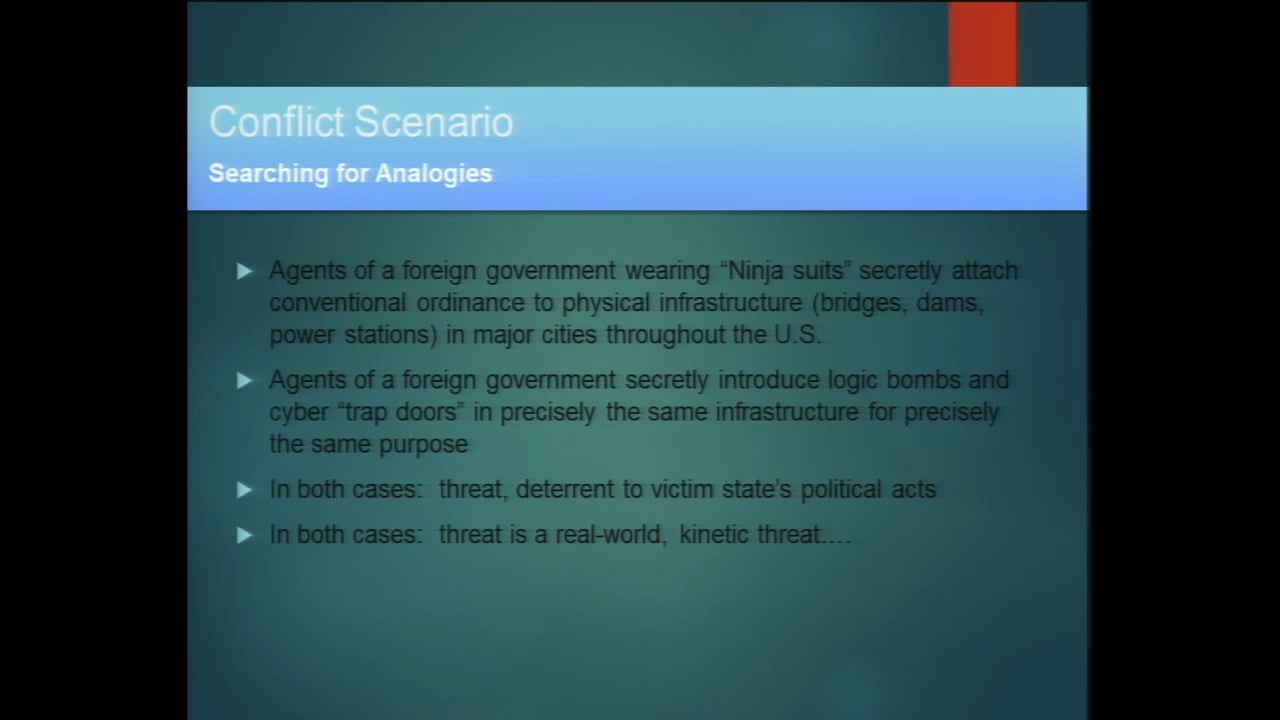 Conflict Scenario
Searching for Analogies
Agents of a foreign government wearing “Ninja suits” secretly attach
conventional ordinance to physical infrastructure (bridges, dams,
power stations) in major cities throughout the U.S.
Agents of a foreign government secretly introduce logic bombs and
cyber “trap doors” in precisely the same infrastructure for precisely
the same purpose
In both cases:  threat, deterrent to victim state’s political acts
In both cases:  threat is a real-world, kinetic threat….